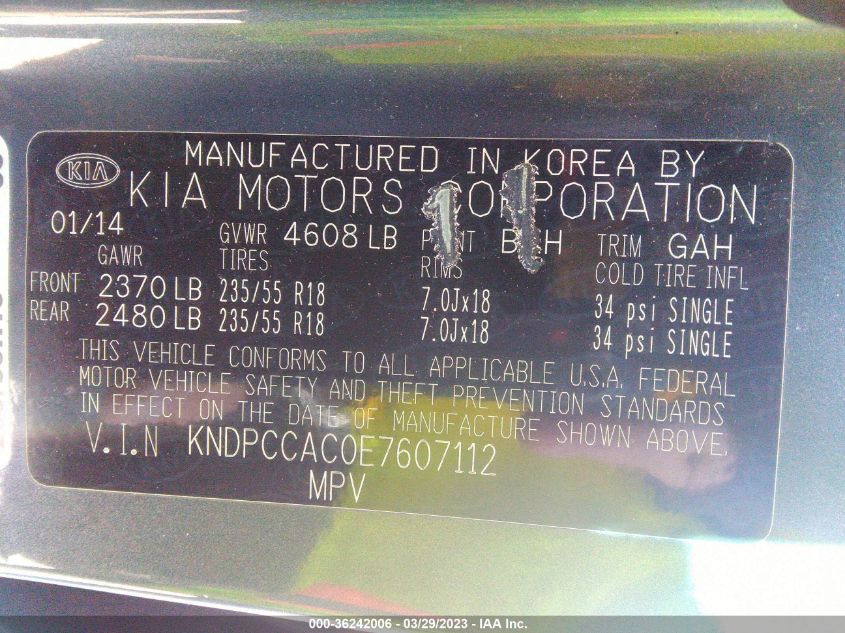 MANUFACTURED IN KOREA BY
KIA
KIA MOTORS CORPORATION
01/14
GVWR 4608 LB
TRIM GAH
GAWR
TIRES
RIMS
COLD TIRE INFL
FRONT 2370 LB 235/55 R18 7.0Jx18 34 psi SINGLE
REAR 2480 LB 235/55 R18 7.0Jx18 34 psi SINGLE
THIS VEHICLE CONFORMS TO ALL APPLICABLE U.S.A. FEDERAL
MOTOR VEHICLE SAFETY AND THEFT PREVENTION STANDARDS
IN EFFECT ON THE DATE OF MANUFACTURE SHOWN ABOVE.
V.I.N KNDPCCAC0E7607112
MPV
000-36242006 - 03/29/2023 - IAA Inc.